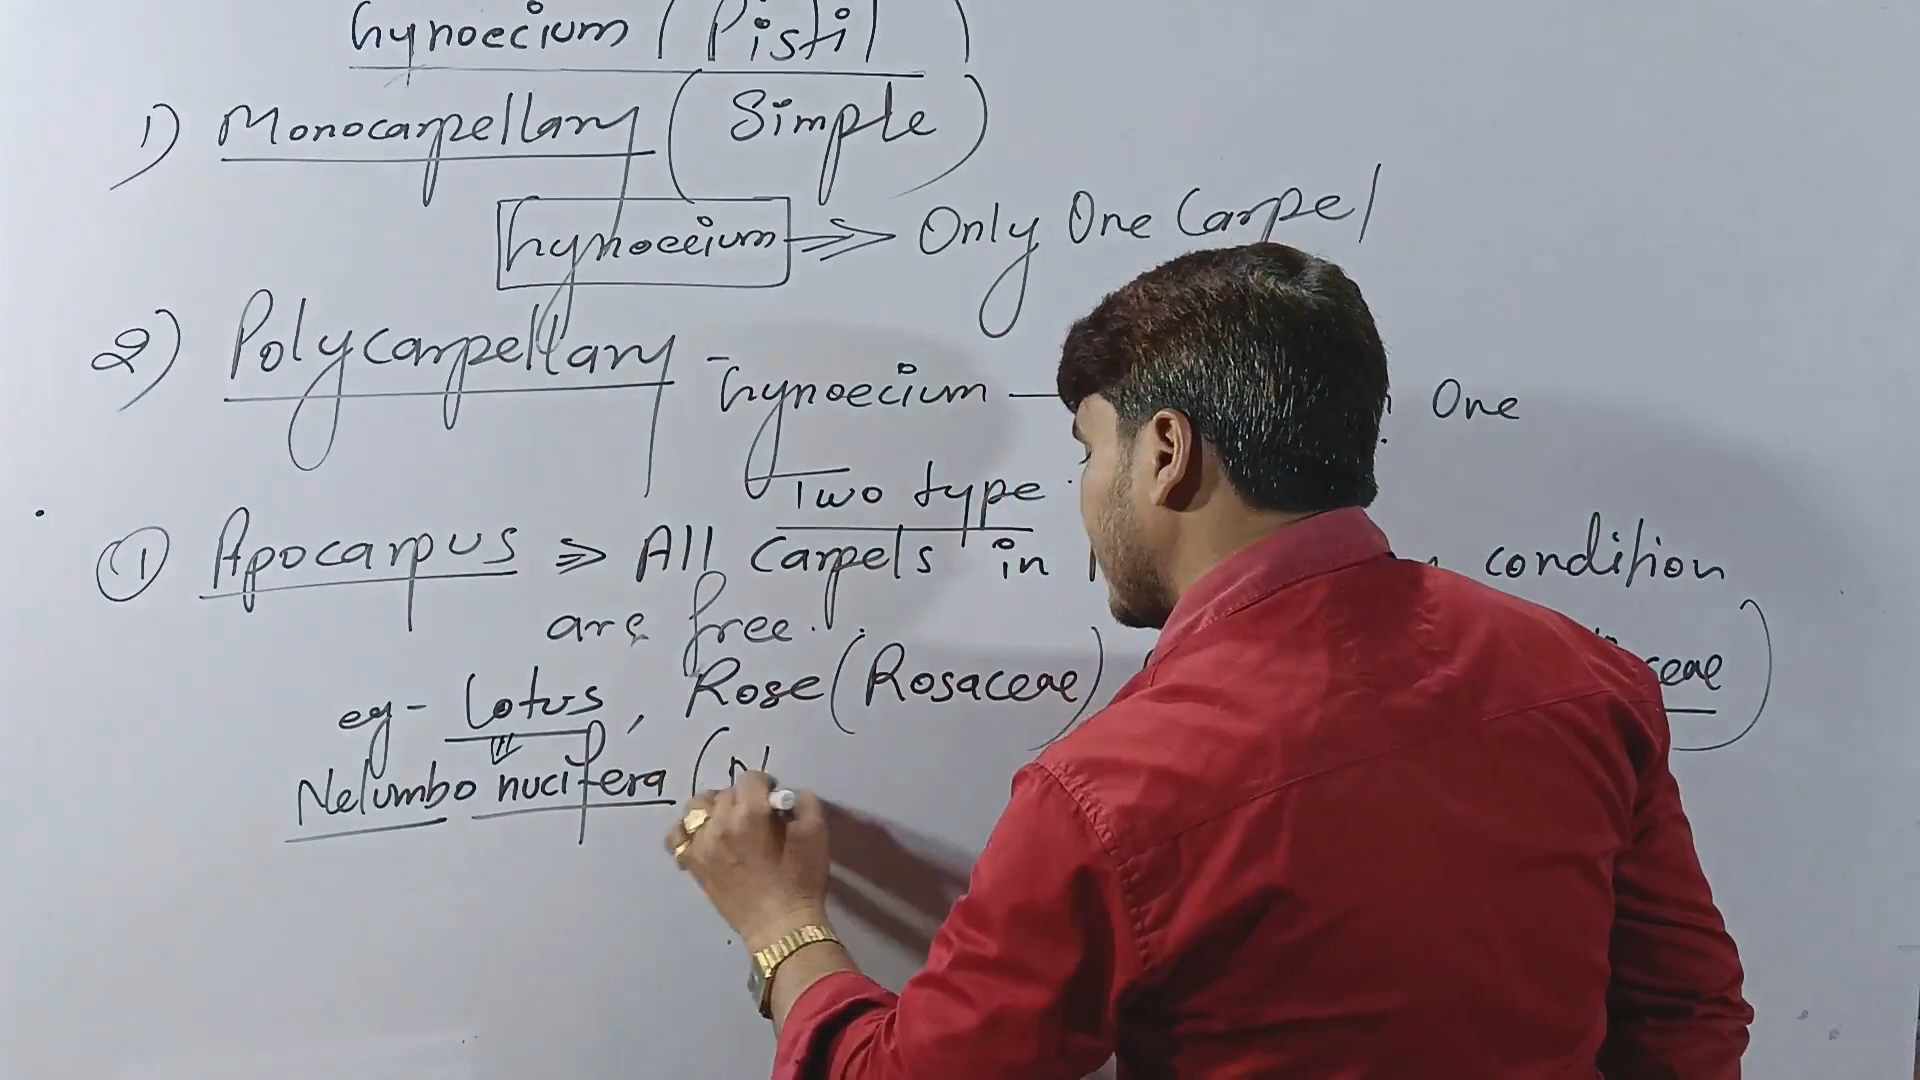 Gynoecium (Pistil)
1) Monocarpellary (Simple)
Gynoecium ⇒> Only One Carpel
2) Polycarpellary - Gynoecium — One
Two type
① Apocarpus ⇒ All Carpels in condition
are free.
eg - Lotus, Rose (Rosaceae)
Nelumbo nucifera (N